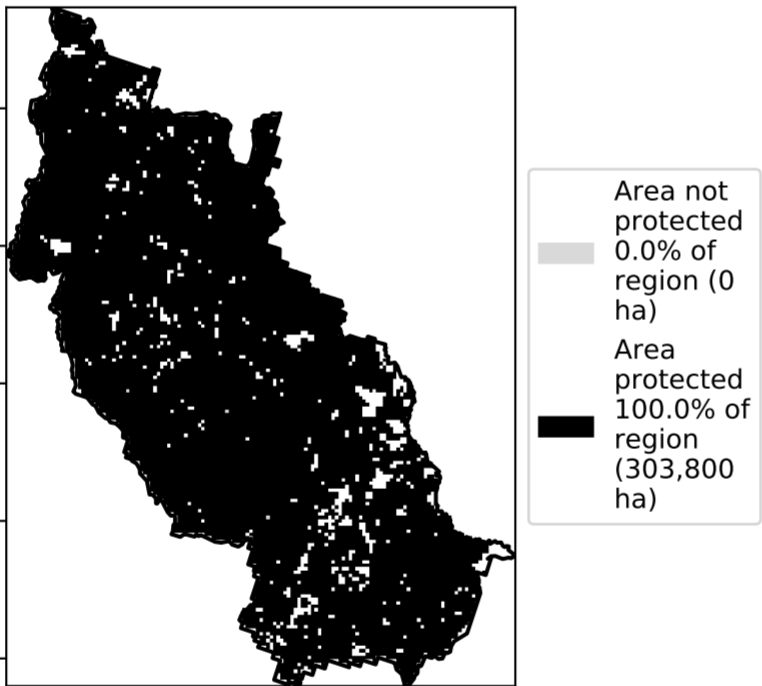 Area not
protected
0.0% of
region (0
ha)
Area
protected
100.0% of
region
(303,800
ha)